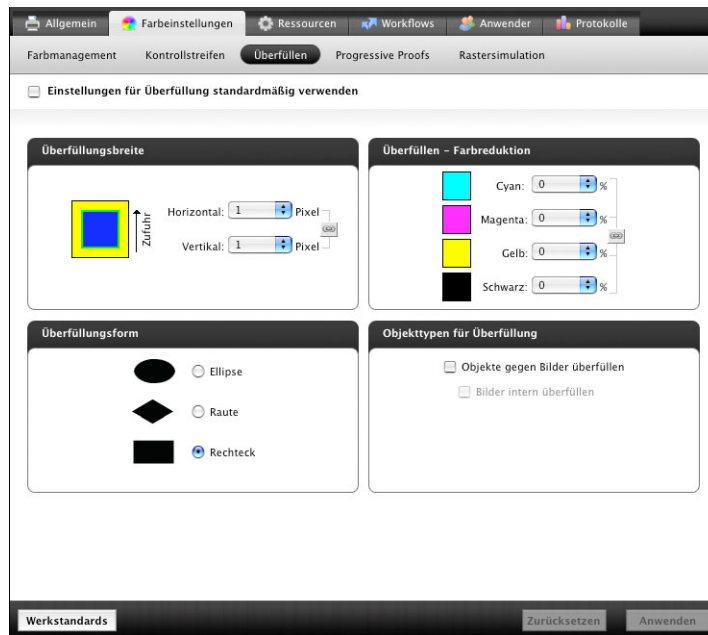 Allgemein Farbeinstellungen Ressourcen Workflows Anwender Protokolle
Farbmanagement Kontrollstreifen Überfüllen Progressive Proofs Rastersimulation
Einstellungen für Überfüllung standardmäßig verwenden
Überfüllungsbreite
Zufuhr
Horizontal: 1 Pixel
Vertikal: 1 Pixel
Überfüllen – Farbreduktion
Cyan: 0 %
Magenta: 0 %
Gelb: 0 %
Schwarz: 0 %
Überfüllungsform
Ellipse
Raute
Rechteck
Objekttypen für Überfüllung
Objekte gegen Bilder überfüllen
Bilder intern überfüllen
Werkstandards Zurücksetzen Anwenden